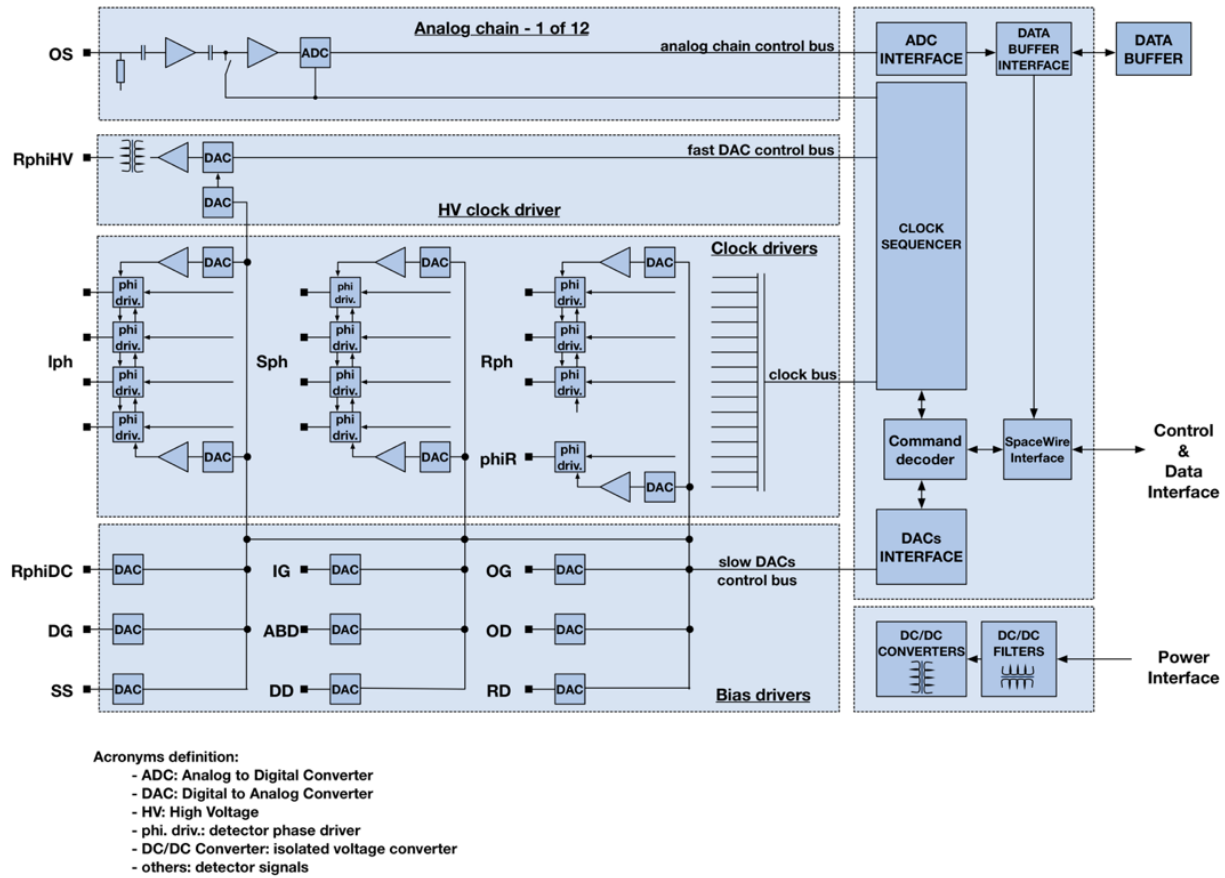 Analog chain - 1 of 12
OS
ADC
analog chain control bus
ADC
INTERFACE
DATA
BUFFER
INTERFACE
DATA
BUFFER
RphiHV
DAC
fast DAC control bus
DAC
HV clock driver
CLOCK
SEQUENCER
Clock drivers
DAC
DAC
DAC
phi
driv.
phi
driv.
phi
driv.
phi
driv.
phi
driv.
phi
driv.
Iph
Sph
Rph
phi
driv.
phi
driv.
phi
driv.
clock bus
phi
driv.
phi
driv.
phiR
phi
driv.
DAC
DAC
DAC
Command
decoder
SpaceWire
Interface
Control
&
Data
Interface
DACs
INTERFACE
slow DACs
control bus
RphiDC
DAC
IG
DAC
OG
DAC
DG
DAC
ABD
DAC
OD
DAC
SS
DAC
DD
DAC
RD
DAC
Bias drivers
DC/DC
CONVERTERS
DC/DC
FILTERS
Power
Interface
Acronyms definition:
- ADC: Analog to Digital Converter
- DAC: Digital to Analog Converter
- HV: High Voltage
- phi. driv.: detector phase driver
- DC/DC Converter: isolated voltage converter
- others: detector signals